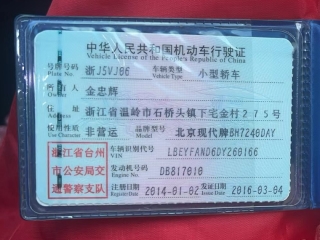 中华人民共和国机动车行驶证
Vehicle License of the People's Republic of China
号牌号码 浙J5VJ86 车辆类型 小型轿车
Plate No. Vehicle Type
所有人 金忠辉
Owner
住址 浙江省温岭市石桥头镇下宅金村275号
Address
使用性质 非营运 品牌型号 北京现代牌BH7240DAY
Use Character Model
浙江省台州市公安局交通警察支队
车辆识别代号 LBEYFAND6DY260166
VIN
发动机号码 DB817010
Engine No.
注册日期 2014-01-02 发证日期 2016-03-04
Register Date Issue Date